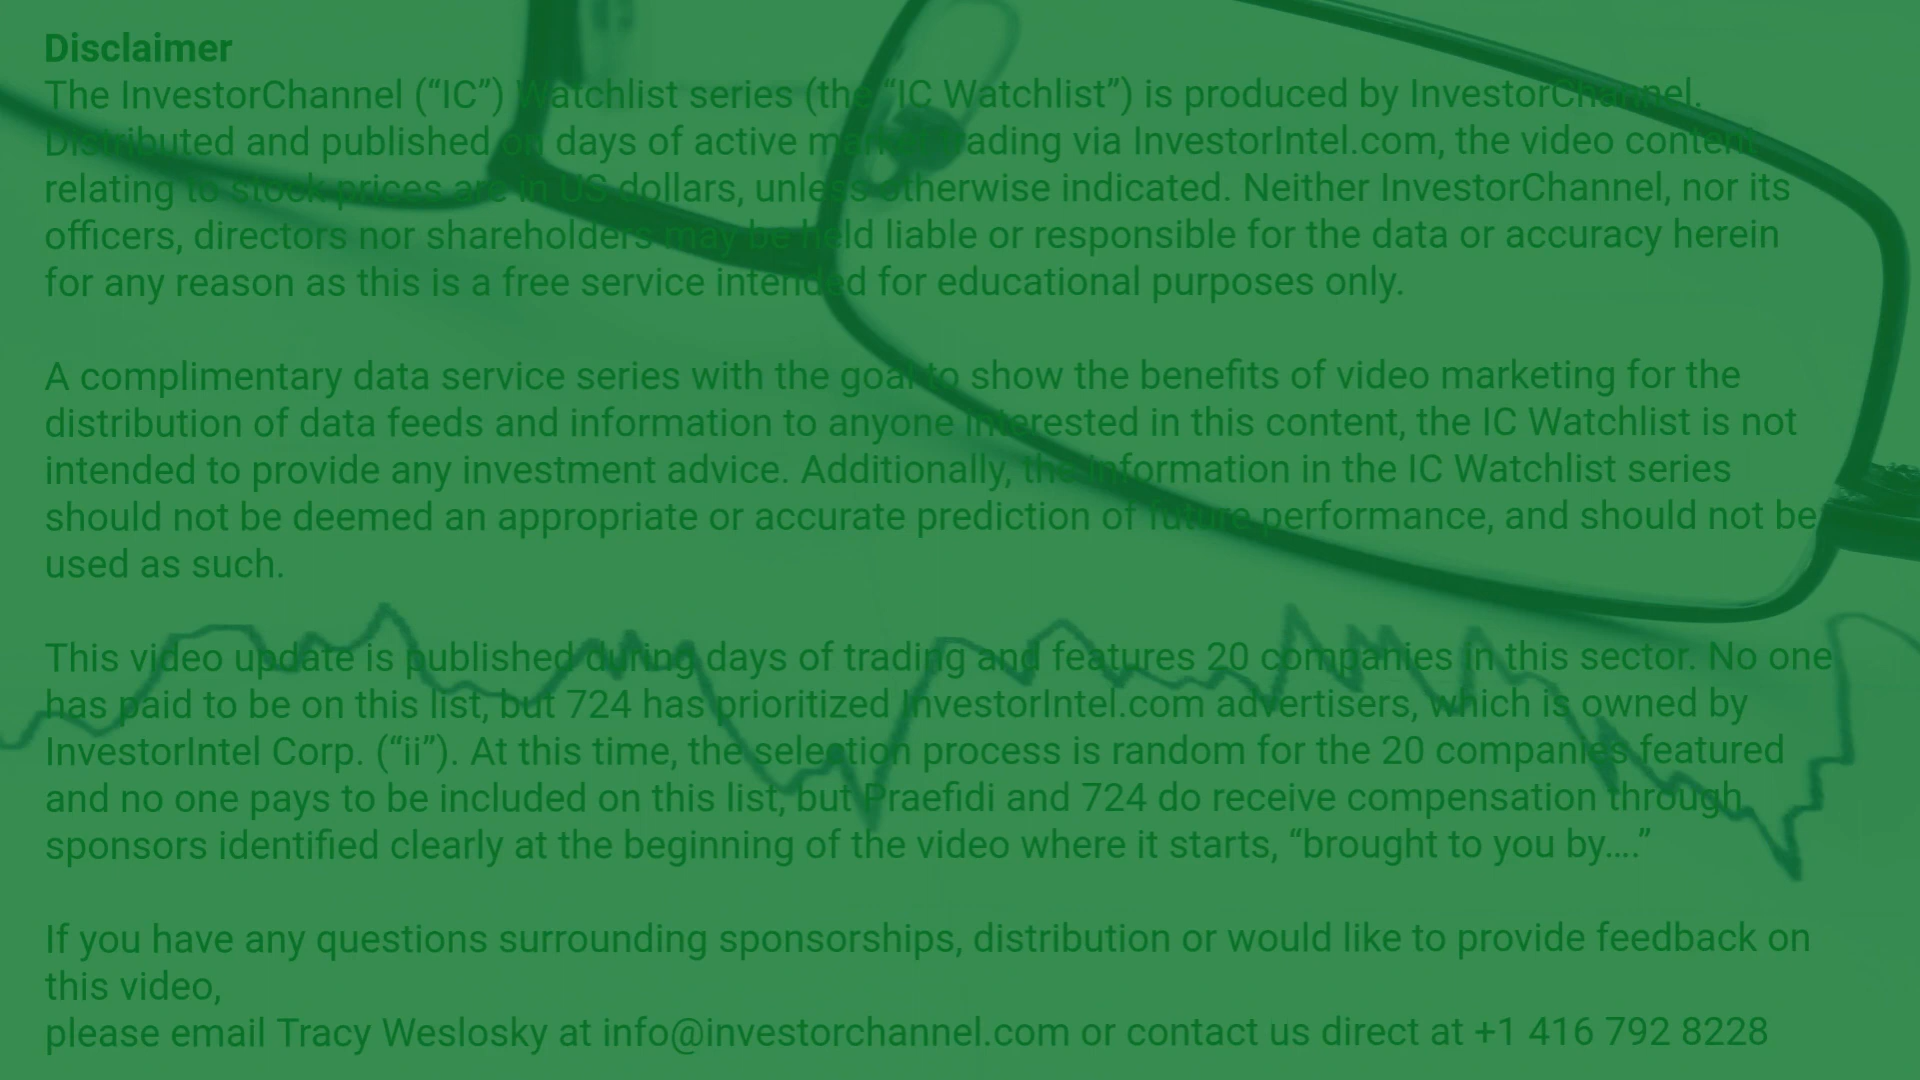 Disclaimer
The InvestorChannel (“IC”) Watchlist series (the “IC Watchlist”) is produced by InvestorChannel.
Distributed and published on days of active market trading via InvestorIntel.com, the video content
relating to stock prices are in US dollars, unless otherwise indicated. Neither InvestorChannel, nor its
officers, directors nor shareholders may be held liable or responsible for the data or accuracy herein
for any reason as this is a free service intended for educational purposes only.
A complimentary data service series with the goal to show the benefits of video marketing for the
distribution of data feeds and information to anyone interested in this content, the IC Watchlist is not
intended to provide any investment advice. Additionally, the information in the IC Watchlist series
should not be deemed an appropriate or accurate prediction of future performance, and should not be
used as such.
This video update is published during days of trading and features 20 companies in this sector. No one
has paid to be on this list, but 724 has prioritized InvestorIntel.com advertisers, which is owned by
InvestorIntel Corp. (“ii”). At this time, the selection process is random for the 20 companies featured
and no one pays to be included on this list, but Praefidi and 724 do receive compensation through
sponsors identified clearly at the beginning of the video where it starts, “brought to you by….”
If you have any questions surrounding sponsorships, distribution or would like to provide feedback on
this video,
please email Tracy Weslosky at info@investorchannel.com or contact us direct at +1 416 792 8228